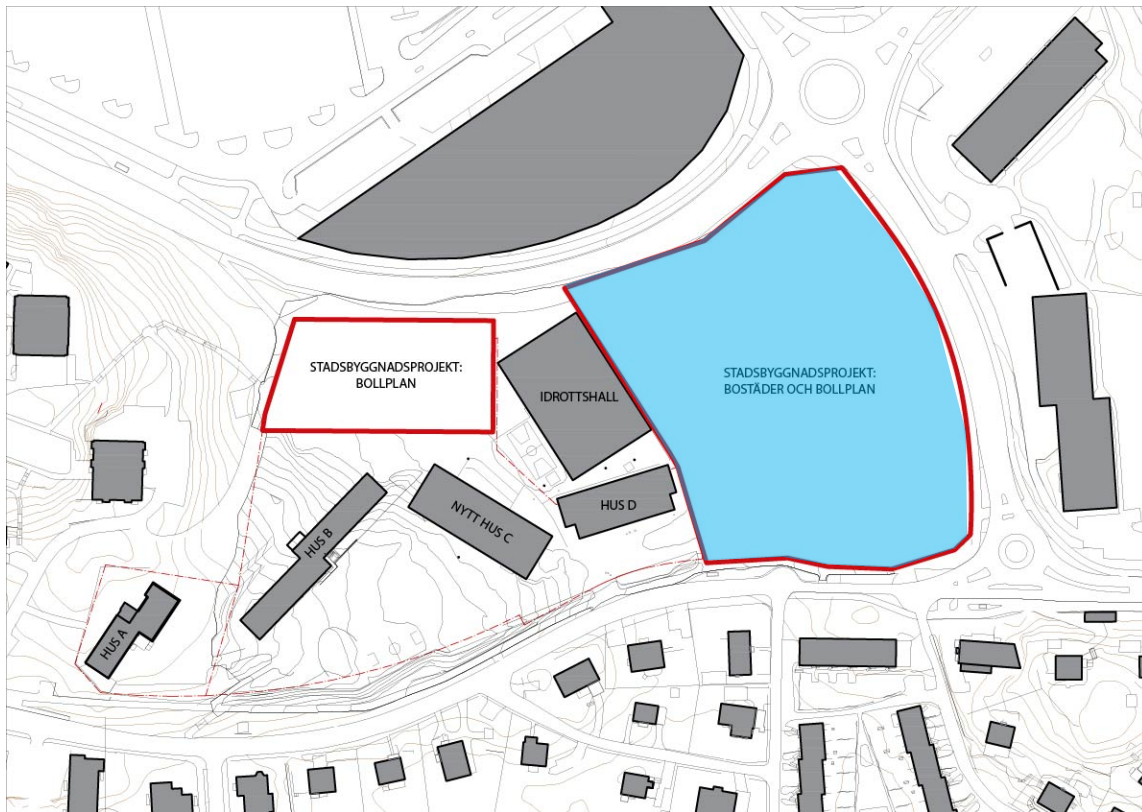 STADSBYGGNADSPROJEKT:
BOLLPLAN
IDROTTSHALL
STADSBYGGNADSPROJEKT:
BOSTÄDER OCH BOLLPLAN
HUS D
NYTT HUS C
HUS B
HUS A